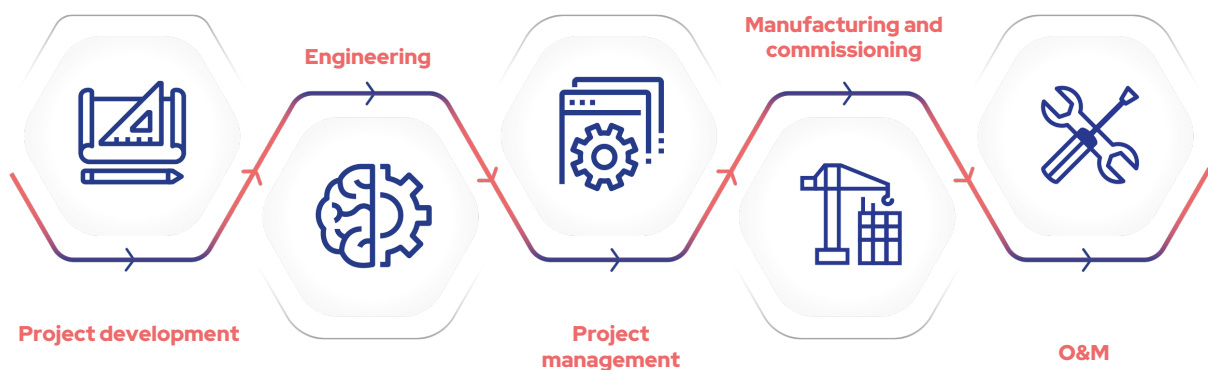 Project development
Engineering
Project
management
Manufacturing and
commissioning
O&M